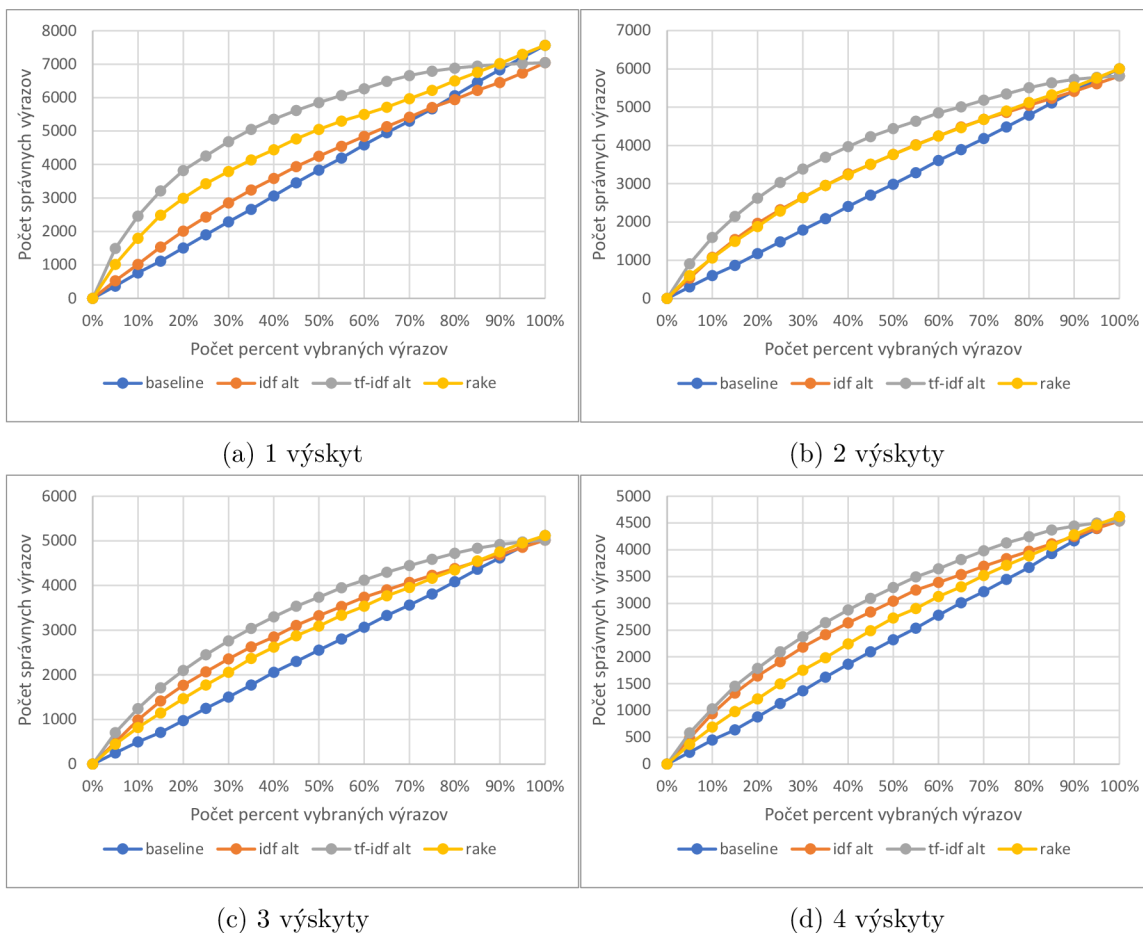 8000
7000
6000
5000
4000
3000
2000
1000
0
Počet správnych výrazov
0% 10% 20% 30% 40% 50% 60% 70% 80% 90% 100%
Počet percent vybraných výrazov
baseline idf alt tf-idf alt rake
(a) 1 výskyt
7000
6000
5000
4000
3000
2000
1000
0
Počet správnych výrazov
0% 10% 20% 30% 40% 50% 60% 70% 80% 90% 100%
Počet percent vybraných výrazov
baseline idf alt tf-idf alt rake
(b) 2 výskyty
6000
5000
4000
3000
2000
1000
0
Počet správnych výrazov
0% 10% 20% 30% 40% 50% 60% 70% 80% 90% 100%
Počet percent vybraných výrazov
baseline idf alt tf-idf alt rake
(c) 3 výskyty
5000
4500
4000
3500
3000
2500
2000
1500
1000
500
0
Počet správnych výrazov
0% 10% 20% 30% 40% 50% 60% 70% 80% 90% 100%
Počet percent vybraných výrazov
baseline idf alt tf-idf alt rake
(d) 4 výskyty